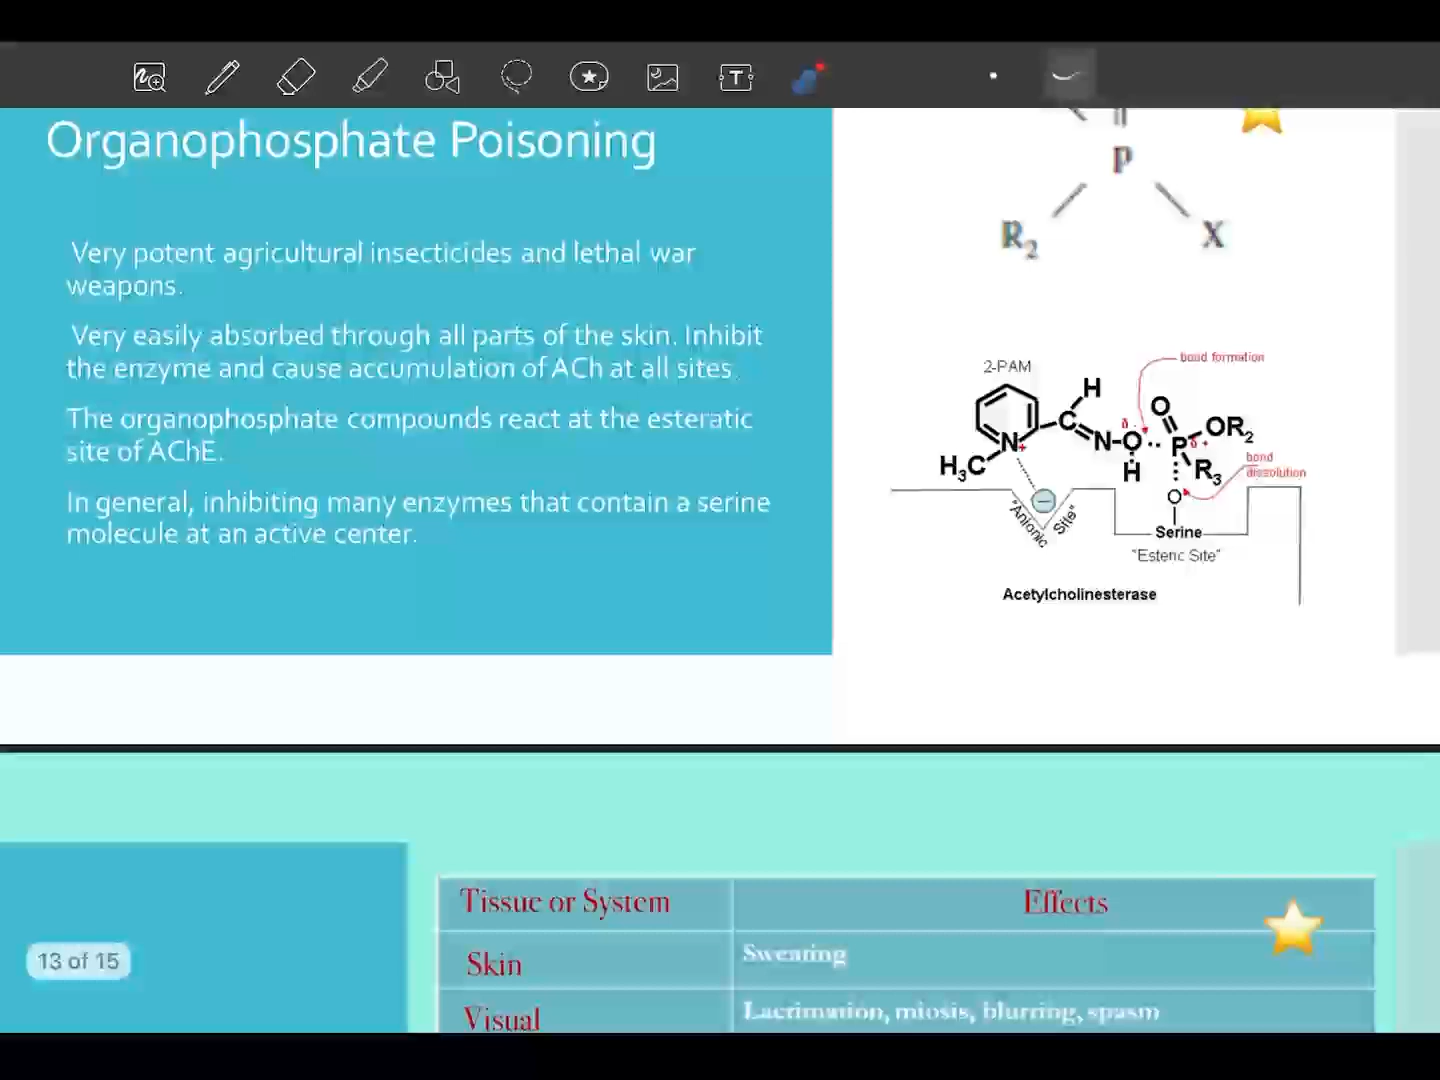 Organophosphate Poisoning
Very potent agricultural insecticides and lethal war
weapons.
Very easily absorbed through all parts of the skin. Inhibit
the enzyme and cause accumulation of ACh at all sites.
The organophosphate compounds react at the esteratic
site of AChE.
In general, inhibiting many enzymes that contain a serine
molecule at an active center.
P
R2
X
2-PAM
bond formation
H
O
δ-
OR2
N
N+
O
P
δ+
bond
dissolution
H3C
H
R3
O
"Anionic Site"
Serine
"Esteric Site"
Acetylcholinesterase
Tissue or System
Effects
Skin
Sweating
13 of 15
Visual
Lacrimation, miosis, blurring, spasm